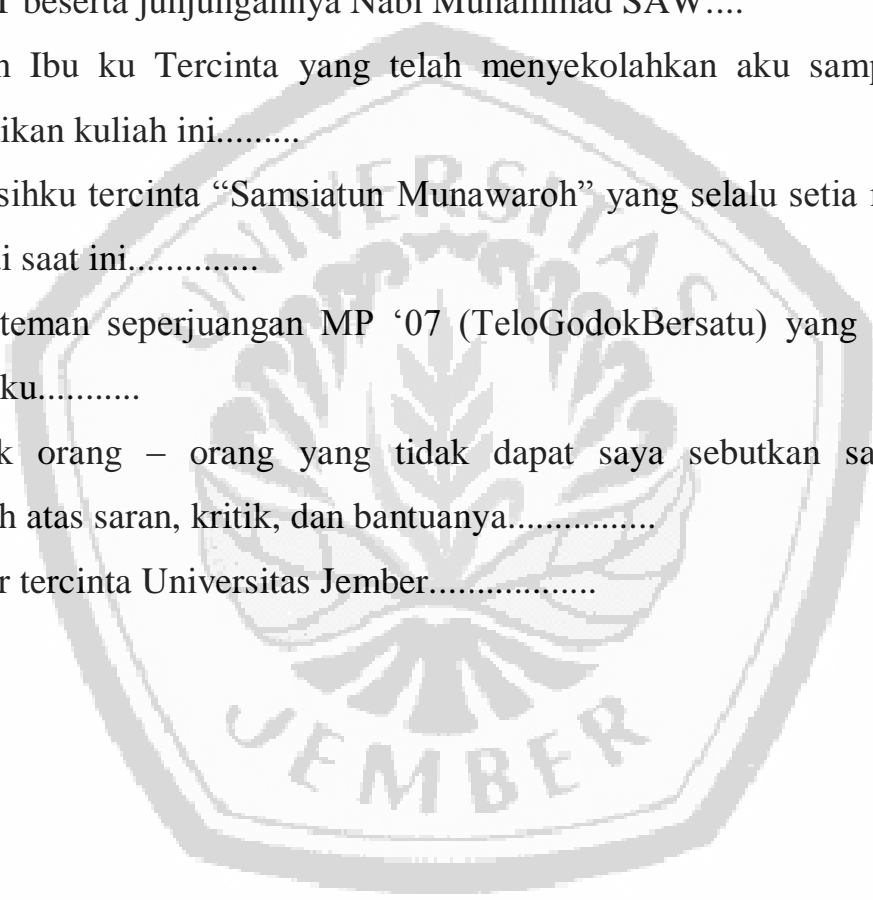 T beserta junjungannya Nabi Muhammad SAW....
n Ibu ku Tercinta yang telah menyekolahkan aku samp
ikan kuliah ini.........
sihku tercinta “Samsiatun Munawaroh” yang selalu setia
i saat ini..............
teman seperjuangan MP ‘07 (TeloGodokBersatu) yang
ku...........
k orang – orang yang tidak dapat saya sebutkan sa
h atas saran, kritik, dan bantuanya................
r tercinta Universitas Jember..................
UNIVERSITAS
JEMBER